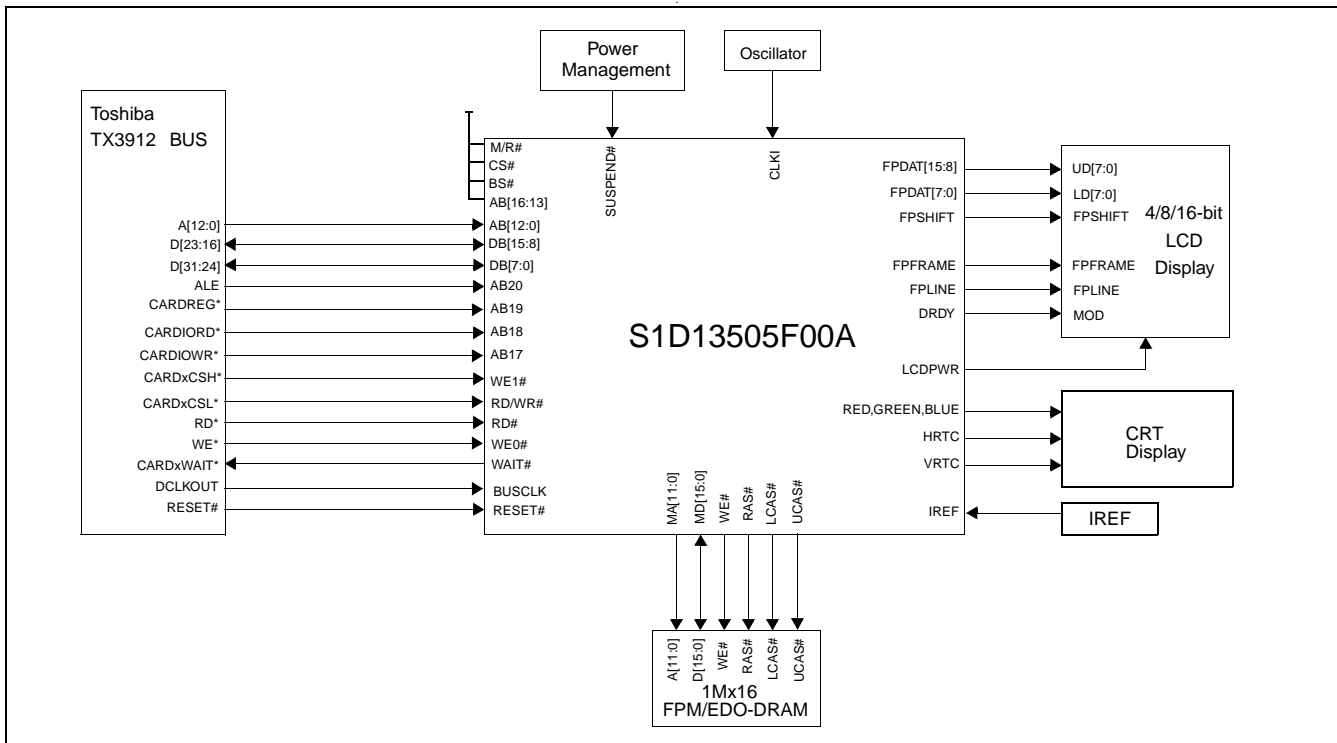 Power
Management
Oscillator
Toshiba
TX3912 BUS
A[12:0]
D[23:16]
D[31:24]
ALE
CARDREG*
CARDIORD*
CARDIOWR*
CARDxCSH*
CARDxCSL*
RD*
WE*
CARDxWAIT*
DCLKOUT
RESET#
M/R#
CS#
BS#
AB[16:13]
AB[12:0]
DB[15:8]
DB[7:0]
AB20
AB19
AB18
AB17
WE1#
RD/WR#
RD#
WE0#
WAIT#
BUSCLK
RESET#
SUSPEND#
CLKI
S1D13505F00A
FPDAT[15:8]
FPDAT[7:0]
FPSHIFT
FPFRAME
FPLINE
DRDY
LCDPWR
RED,GREEN,BLUE
HRTC
VRTC
IREF
UD[7:0]
LD[7:0]
FPSHIFT
FPFRAME
FPLINE
MOD
4/8/16-bit
LCD
Display
CRT
Display
IREF
MA[11:0]
MD[15:0]
WE#
RAS#
LCAS#
UCAS#
A[11:0]
D[15:0]
WE#
RAS#
LCAS#
UCAS#
1Mx16
FPM/EDO-DRAM